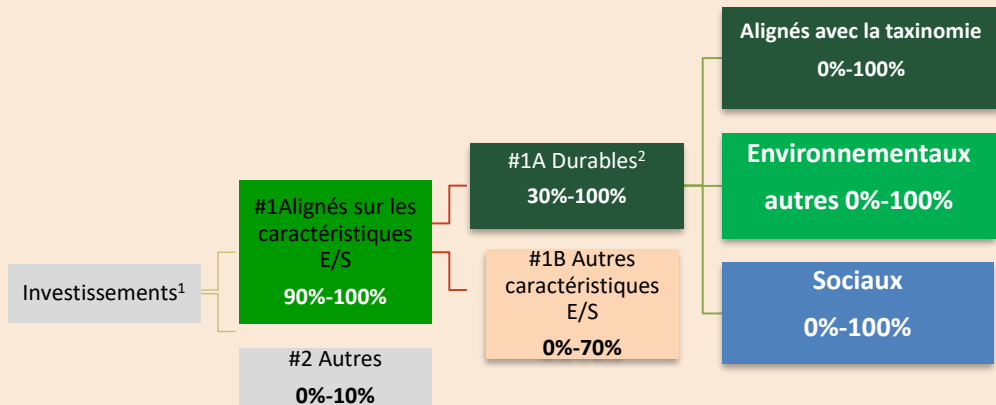 Investissements¹
#1Alignés sur les
caractéristiques
E/S
90%-100%
#2 Autres
0%-10%
#1A Durables²
30%-100%
#1B Autres
caractéristiques
E/S
0%-70%
Alignés avec la taxinomie
0%-100%
Environnementaux
autres 0%-100%
Sociaux
0%-100%